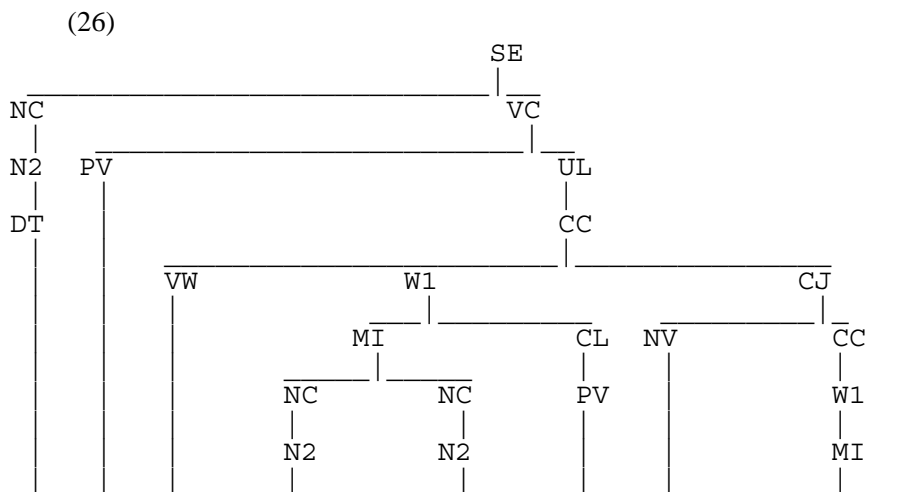 (26)
SE
NC VC
N2 PV UL
DT CC
VW W1 CJ
MI CL NV CC
NC NC PV W1
N2 N2 MI